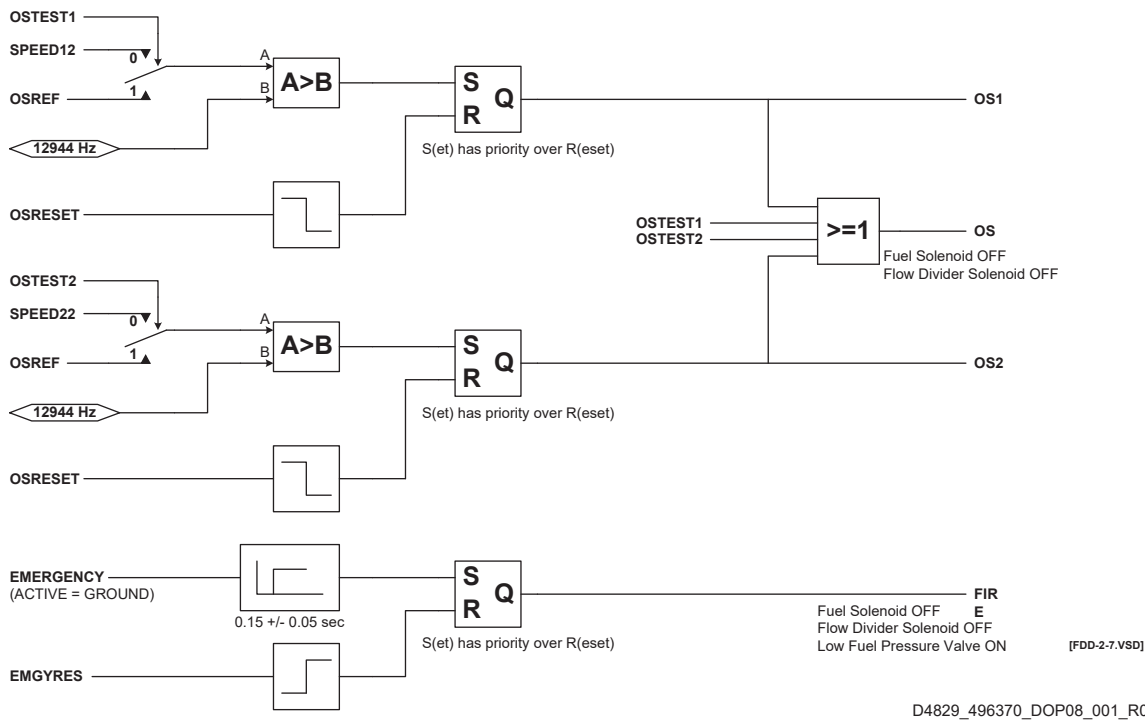 OSTEST1
SPEED12
0
A
A>B
S
Q
OSREF
1
B
R
OS1
12944 Hz
S(et) has priority over R(eset)
OSRESET
OSTEST1
OSTEST2
>=1
OS
Fuel Solenoid OFF
Flow Divider Solenoid OFF
OSTEST2
SPEED22
0
A
A>B
S
Q
OSREF
1
B
R
OS2
12944 Hz
S(et) has priority over R(eset)
OSRESET
EMERGENCY
(ACTIVE = GROUND)
0.15 +/- 0.05 sec
S
Q
R
FIR
E
Fuel Solenoid OFF
Flow Divider Solenoid OFF
Low Fuel Pressure Valve ON
[FDD-2-7.VSD]
S(et) has priority over R(eset)
EMGYRES
D4829_496370_DOP08_001_R0